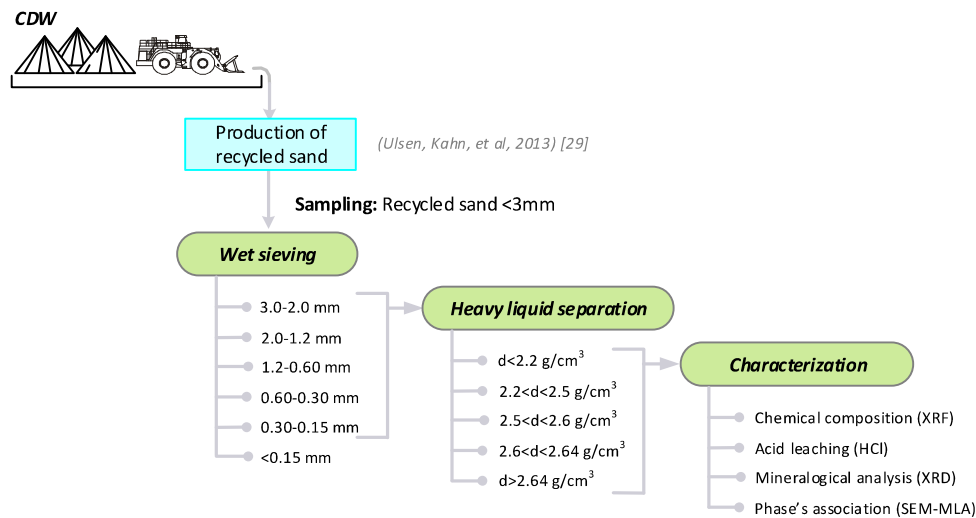 CDW
Production of
recycled sand
(Ulsen, Kahn, et al, 2013) [29]
Sampling: Recycled sand <3mm
Wet sieving
3.0-2.0 mm
2.0-1.2 mm
1.2-0.60 mm
0.60-0.30 mm
0.30-0.15 mm
<0.15 mm
Heavy liquid separation
d<2.2 g/cm³
2.2<d<2.5 g/cm³
2.5<d<2.6 g/cm³
2.6<d<2.64 g/cm³
d>2.64 g/cm³
Characterization
Chemical composition (XRF)
Acid leaching (HCl)
Mineralogical analysis (XRD)
Phase's association (SEM-MLA)